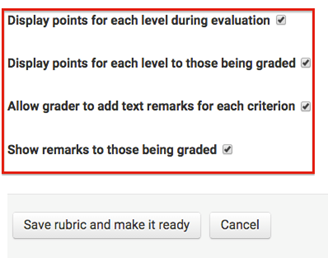 Display points for each level during evaluation
Display points for each level to those being graded
Allow grader to add text remarks for each criterion
Show remarks to those being graded
Save rubric and make it ready Cancel